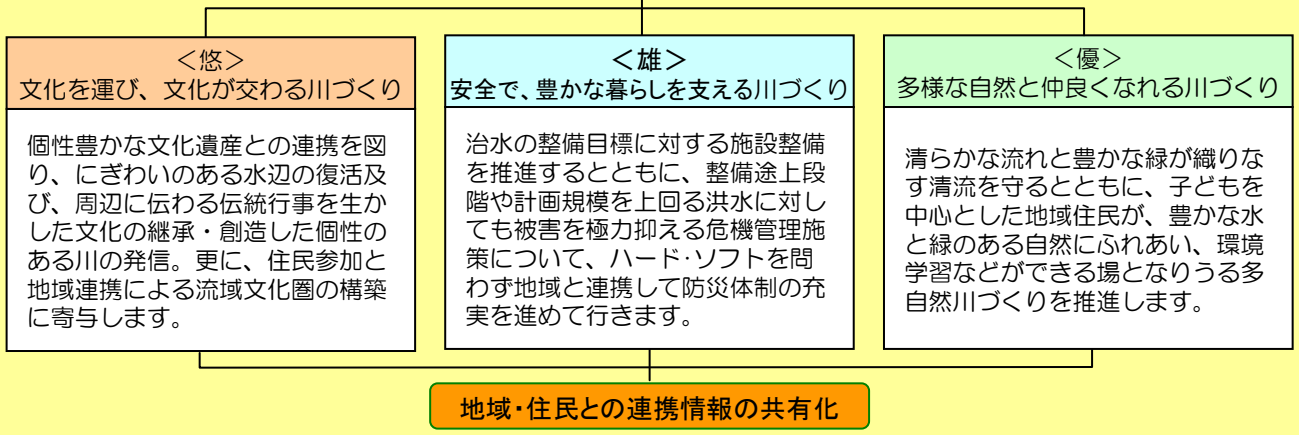 ＜悠＞
文化を運び、文化が交わる川づくり
個性豊かな文化遺産との連携を図
り、にぎわいのある水辺の復活及
び、周辺に伝わる伝統行事を生か
した文化の継承・創造した個性の
ある川の発信。更に、住民参加と
地域連携による流域文化圏の構築
に寄与します。
＜雄＞
安全で、豊かな暮らしを支える川づくり
治水の整備目標に対する施設整備
を推進するとともに、整備途上段
階や計画規模を上回る洪水に対し
ても被害を極力抑える危機管理施
策について、ハード・ソフトを問
わず地域と連携して防災体制の充
実を進めて行きます。
＜優＞
多様な自然と仲良くなれる川づくり
清らかな流れと豊かな緑が織りな
す清流を守るとともに、子どもを
中心とした地域住民が、豊かな水
と緑のある自然にふれあい、環境
学習などができる場となりうる多
自然川づくりを推進します。
地域・住民との連携情報の共有化